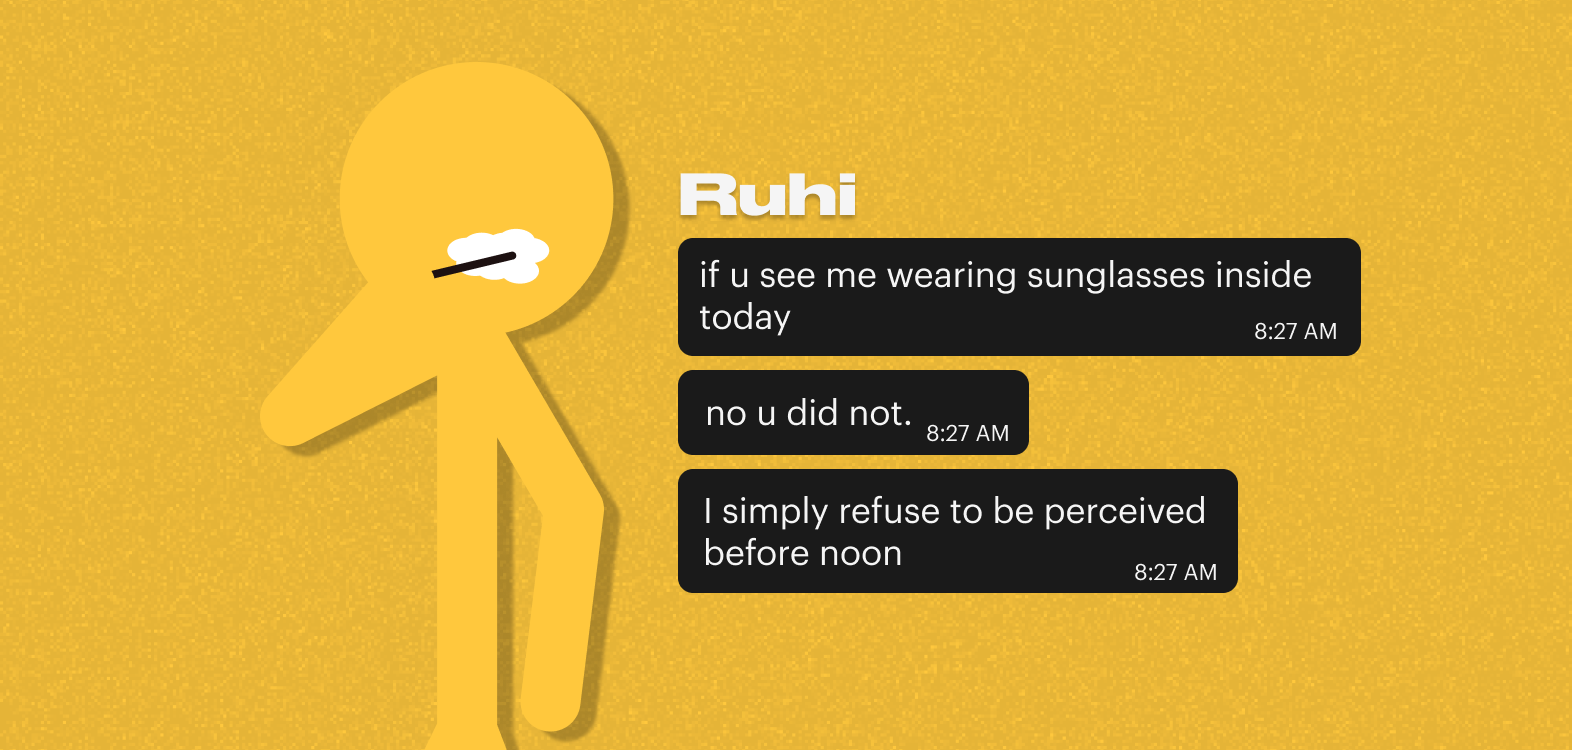 Ruhi
if u see me wearing sunglasses inside
today
8:27 AM
no u did not.
8:27 AM
I simply refuse to be perceived
before noon
8:27 AM